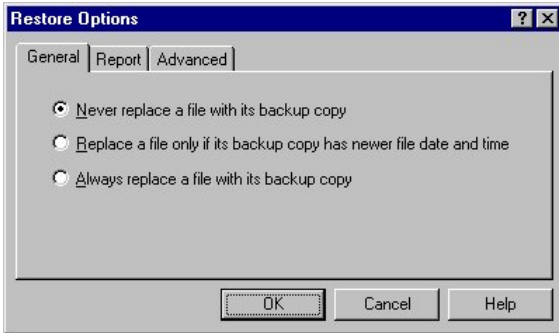 Restore Options
General Report Advanced
Never replace a file with its backup copy
Replace a file only if its backup copy has newer file date and time
Always replace a file with its backup copy
OK Cancel Help